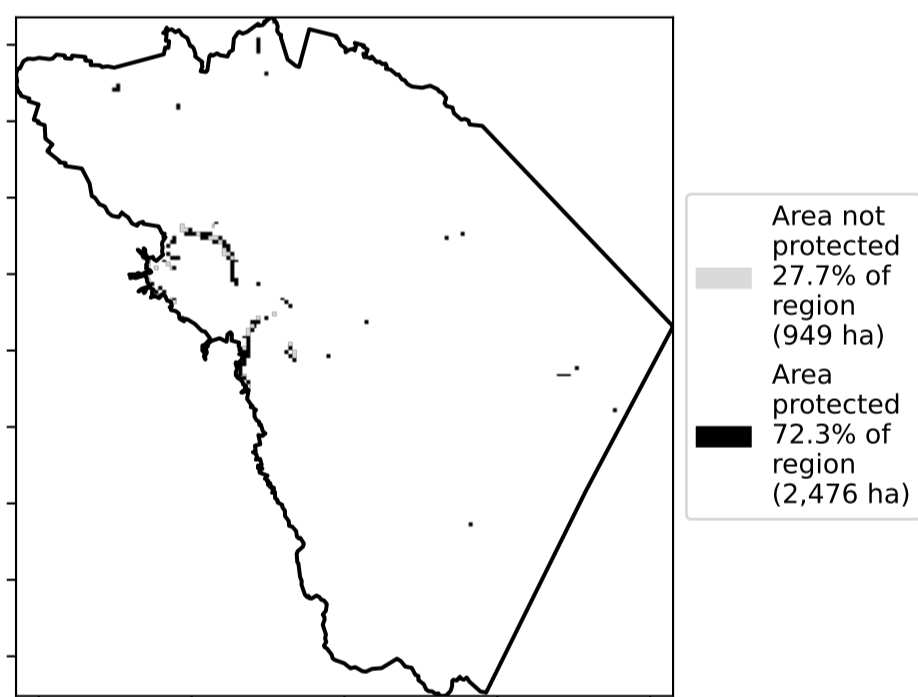 Area not
protected
27.7% of
region
(949 ha)
Area
protected
72.3% of
region
(2,476 ha)